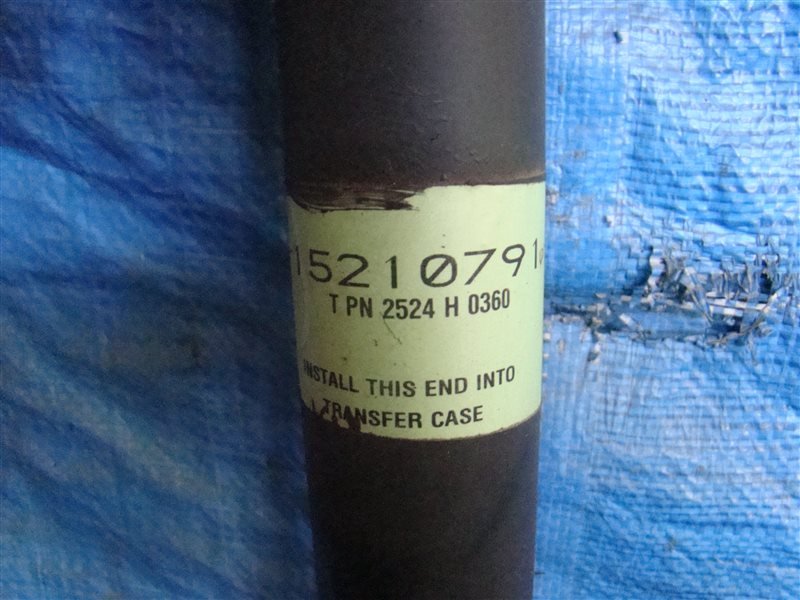 15210791
T PN 2524 H 0360
INSTALL THIS END INTO
TRANSFER CASE